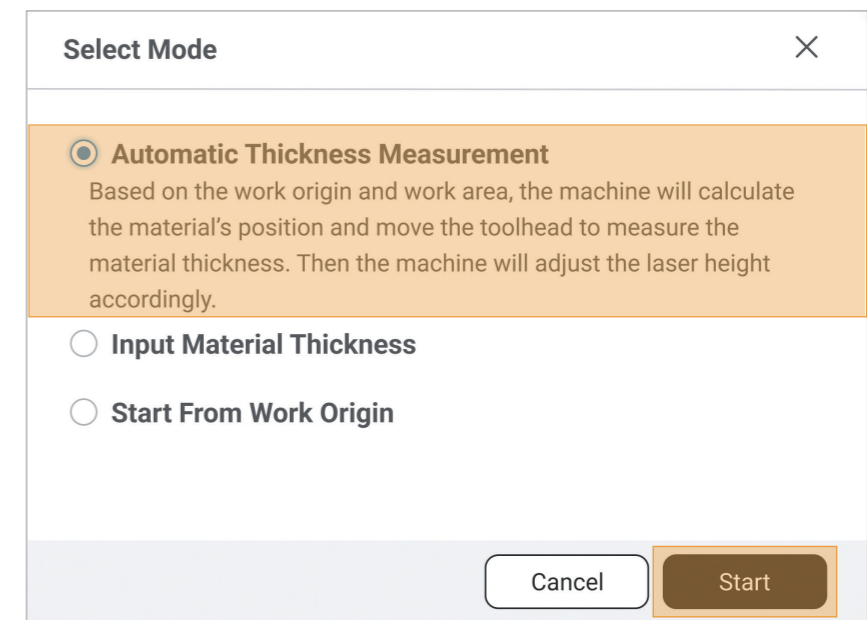 Select Mode
Automatic Thickness Measurement
Based on the work origin and work area, the machine will calculate
the material's position and move the toolhead to measure the
material thickness. Then the machine will adjust the laser height
accordingly.
Input Material Thickness
Start From Work Origin
Cancel
Start